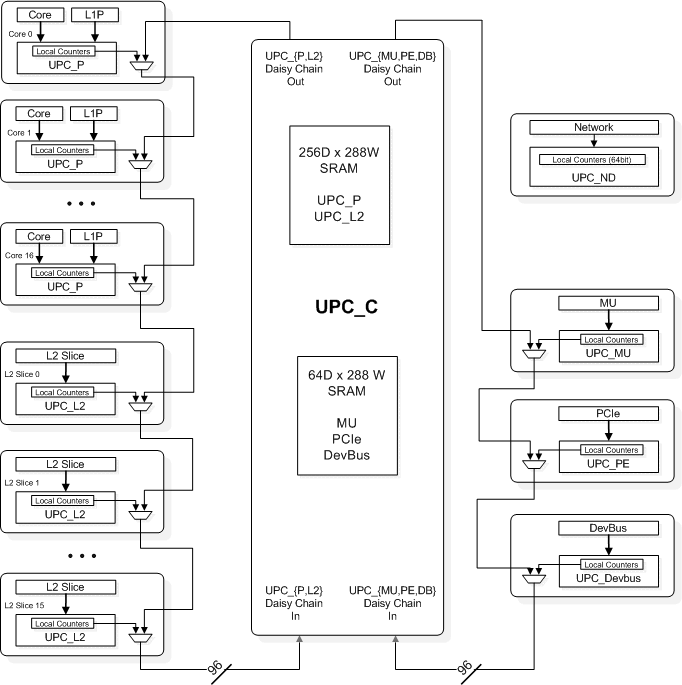 Core
L1P
Core 0
Local Counters
UPC_P
Core
L1P
Core 1
Local Counters
UPC_P
• • •
Core
L1P
Core 16
Local Counters
UPC_P
L2 Slice
L2 Slice 0
Local Counters
UPC_L2
L2 Slice
L2 Slice 1
Local Counters
UPC_L2
• • •
L2 Slice
L2 Slice 15
Local Counters
UPC_L2
96
UPC_{P,L2}
Daisy Chain
Out
UPC_{MU,PE,DB}
Daisy Chain
Out
256D x 288W
SRAM
UPC_P
UPC_L2
UPC_C
64D x 288 W
SRAM
MU
PCIe
DevBus
UPC_{P,L2}
Daisy Chain
In
UPC_{MU,PE,DB}
Daisy Chain
In
96
Network
Local Counters (64bit)
UPC_ND
MU
Local Counters
UPC_MU
PCIe
Local Counters
UPC_PE
DevBus
Local Counters
UPC_Devbus